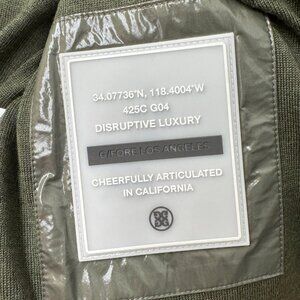 34.07736°N, 118.4004°W
425C G04
DISRUPTIVE LUXURY
G/FORE LOS ANGELES
CHEERFULLY ARTICULATED
IN CALIFORNIA